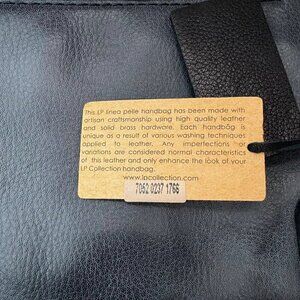 This LP linea pelle handbag has been made with
artisan craftsmanship using high quality leather
and solid brass hardware. Each handbag is
unique as a result of various washing techniques
applied to leather. Any imperfections or
variations are considered normal characteristics
of this leather and only enhance the look of your
LP Collection handbag.
www.lpcollection.com
7052 0237 1766